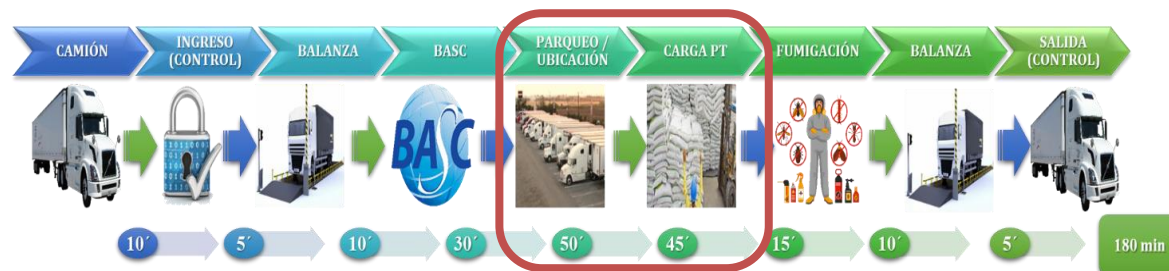 CAMIÓN
INGRESO
(CONTROL)
BALANZA
BASC
PARQUEO /
UBICACIÓN
CARGA PT
FUMIGACIÓN
BALANZA
SALIDA
(CONTROL)
BASC
10´
5´
10´
30´
50´
45´
15´
10´
5´
180 min